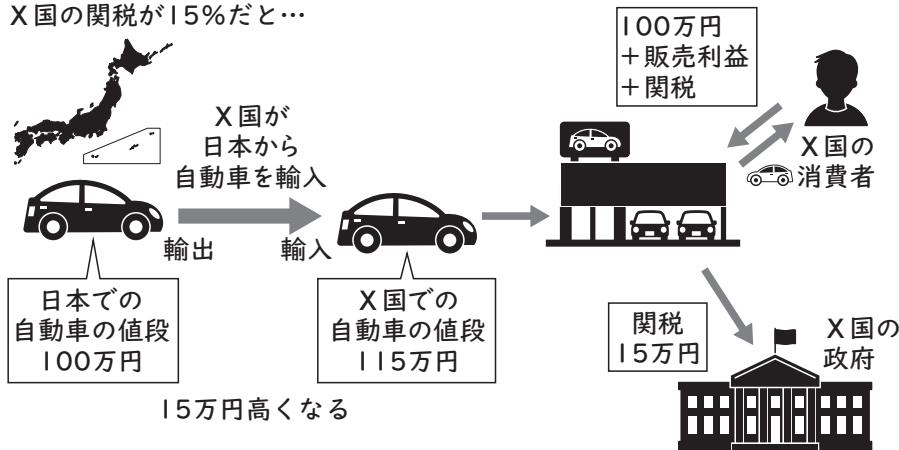 X国の関税が15%だと…
X国が
日本から
自動車を輸入
輸出
輸入
日本での
自動車の値段
100万円
X国での
自動車の値段
115万円
15万円高くなる
100万円
＋販売利益
＋関税
X国の
消費者
関税
15万円
X国の
政府